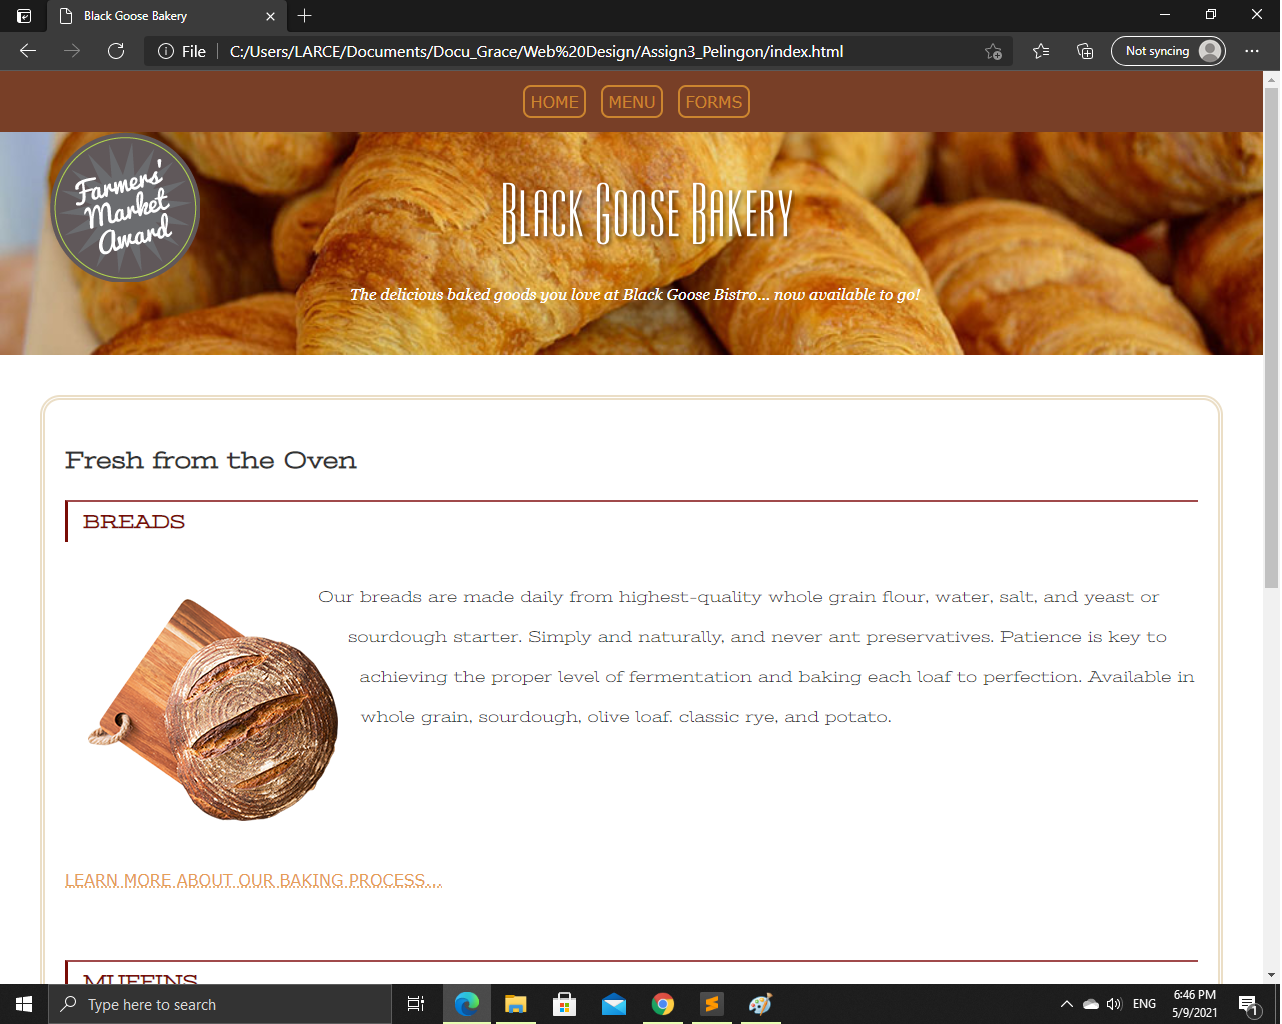 Black Goose Bakery
File
C:/Users/LARCE/Documents/Docu_Grace/Web%20Design/Assign3_Pelingon/index.html
Not syncing
HOME MENU FORMS
Farmers'
Market
Award
Black Goose Bakery
The delicious baked goods you love at Black Goose Bistro... now available to go!
Fresh from the Oven
BREADS
Our breads are made daily from highest-quality whole grain flour, water, salt, and yeast or
sourdough starter. Simply and naturally, and never ant preservatives. Patience is key to
achieving the proper level of fermentation and baking each loaf to perfection. Available in
whole grain, sourdough, olive loaf. classic rye, and potato.
LEARN MORE ABOUT OUR BAKING PROCESS...
MUFFINS
Type here to search
ENG
6:46 PM
5/9/2021
1